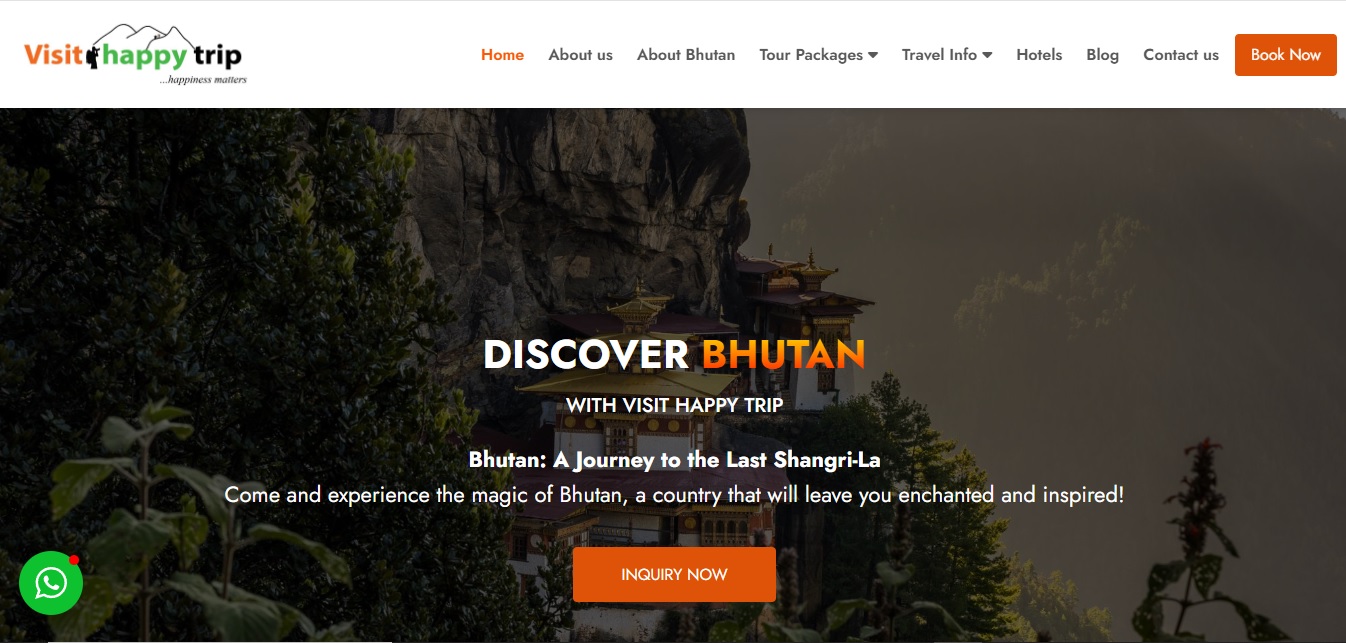 Visit happy trip
...happiness matters
Home About us About Bhutan Tour Packages Travel Info Hotels Blog Contact us Book Now
DISCOVER BHUTAN
WITH VISIT HAPPY TRIP
Bhutan: A Journey to the Last Shangri-La
Come and experience the magic of Bhutan, a country that will leave you enchanted and inspired!
INQUIRY NOW